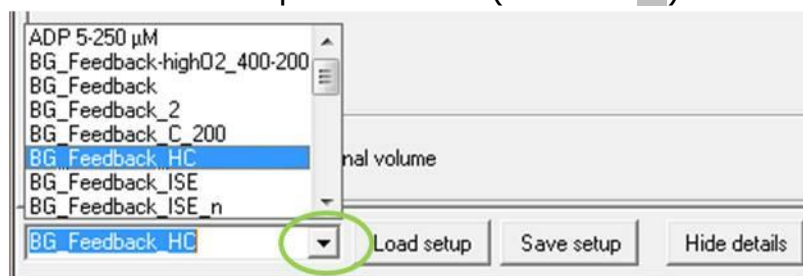 ADP 5-250 µM
BG_Feedback-highO2_400-200
BG_Feedback
BG_Feedback_2
BG_Feedback_C_200
BG_Feedback_HC
BG_Feedback_ISE
BG_Feedback_ISE_n
nal volume
BG_Feedback_HC
Load setup
Save setup
Hide details